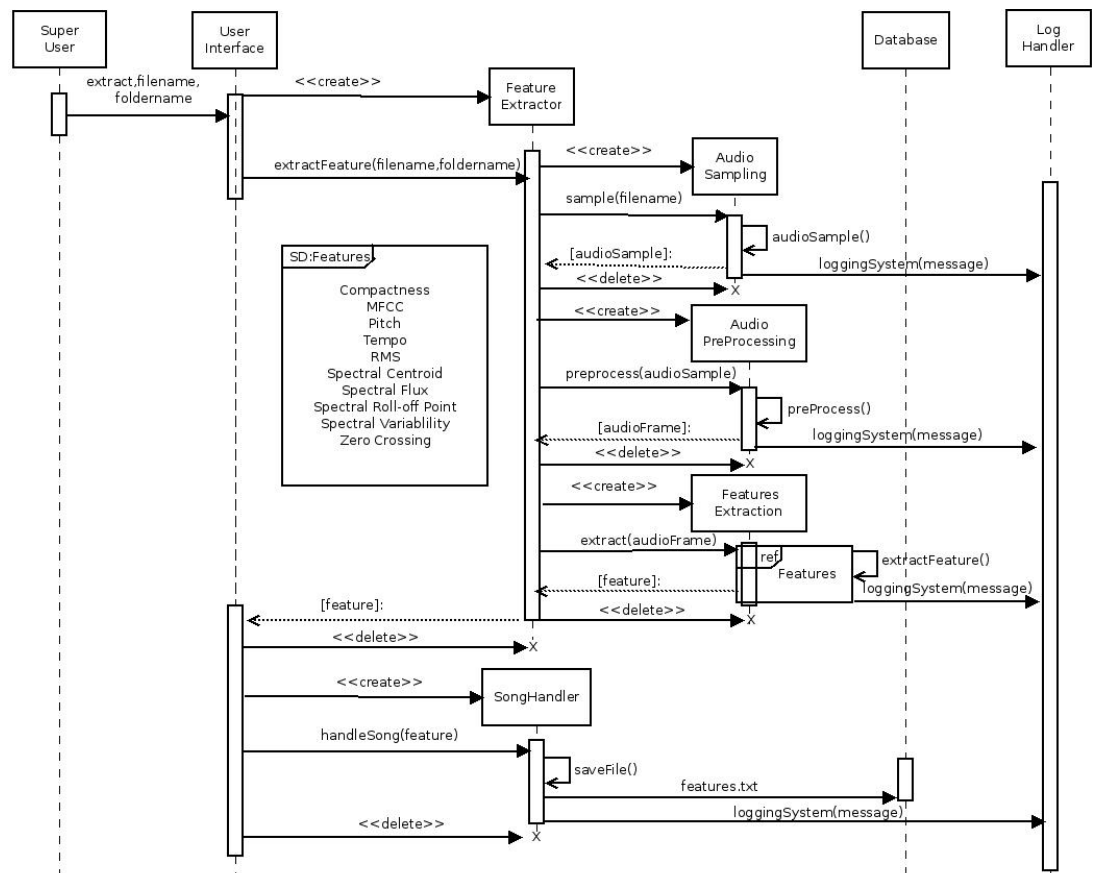 Super
User
User
Interface
Database
Log
Handler
extract,filename,
foldername
<<create>>
Feature
Extractor
extractFeature(filename,foldername)
<<create>>
Audio
Sampling
sample(filename)
audioSample()
[audioSample]:
loggingSystem(message)
<<delete>>
X
SD:Features
Compactness
MFCC
Pitch
Tempo
RMS
Spectral Centroid
Spectral Flux
Spectral Roll-off Point
Spectral Variablility
Zero Crossing
<<create>>
Audio
PreProcessing
preprocess(audioSample)
preProcess()
[audioFrame]:
loggingSystem(message)
<<delete>>
X
<<create>>
Features
Extraction
extract(audioFrame)
ref
Features
extractFeature()
[feature]:
loggingSystem(message)
<<delete>>
X
[feature]:
<<delete>>
X
<<create>>
SongHandler
handleSong(feature)
saveFile()
features.txt
loggingSystem(message)
<<delete>>
X